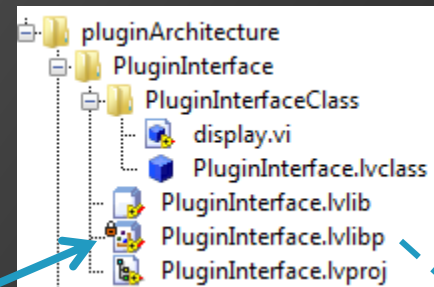 pluginArchitecture
PluginInterface
PluginInterfaceClass
display.vi
PluginInterface.lvclass
PluginInterface.lvlib
PluginInterface.lvlibp
PluginInterface.lvproj